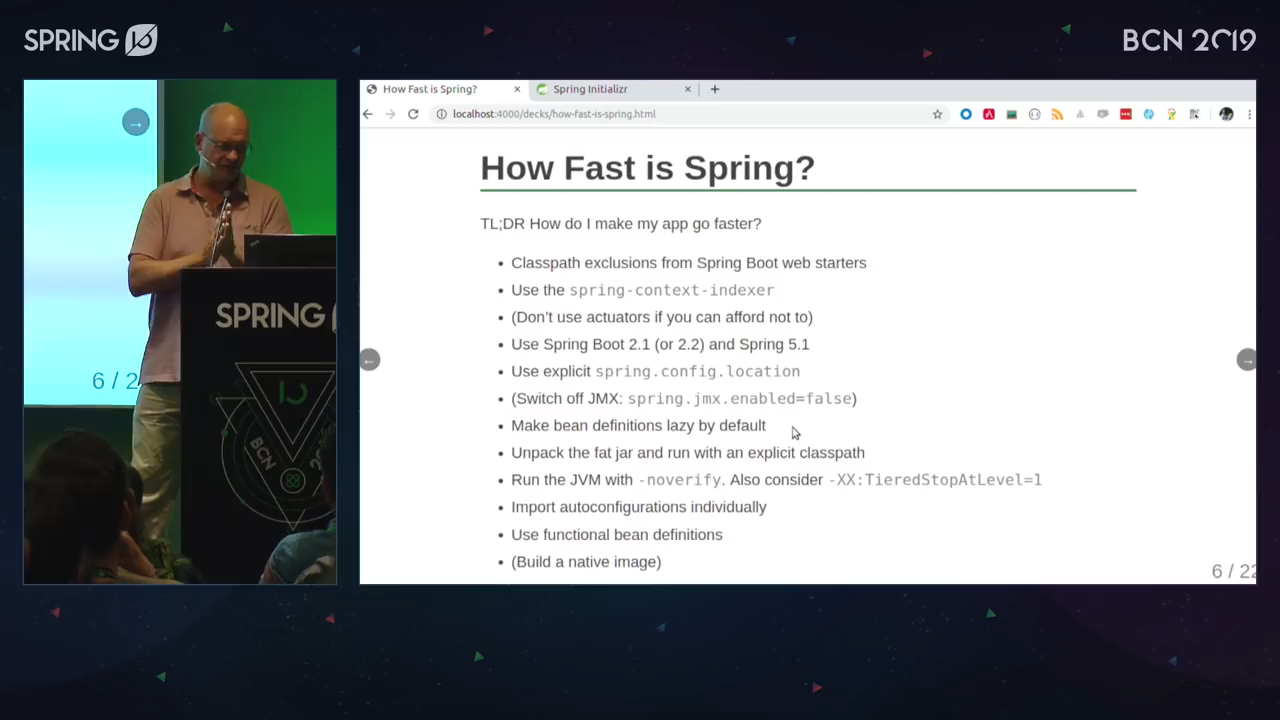 SPRING IO
BCN 2019
→
6 / 2
SPRING I
IO
BCN
How Fast is Spring?
Spring Initializr
localhost:4000/decks/how-fast-is-spring.html
How Fast is Spring?
TL;DR How do I make my app go faster?
• Classpath exclusions from Spring Boot web starters
• Use the spring-context-indexer
• (Don't use actuators if you can afford not to)
• Use Spring Boot 2.1 (or 2.2) and Spring 5.1
• Use explicit spring.config.location
• (Switch off JMX: spring.jmx.enabled=false)
• Make bean definitions lazy by default
• Unpack the fat jar and run with an explicit classpath
• Run the JVM with -noverify. Also consider -XX:TieredStopAtLevel=1
• Import autoconfigurations individually
• Use functional bean definitions
• (Build a native image)
6 / 22